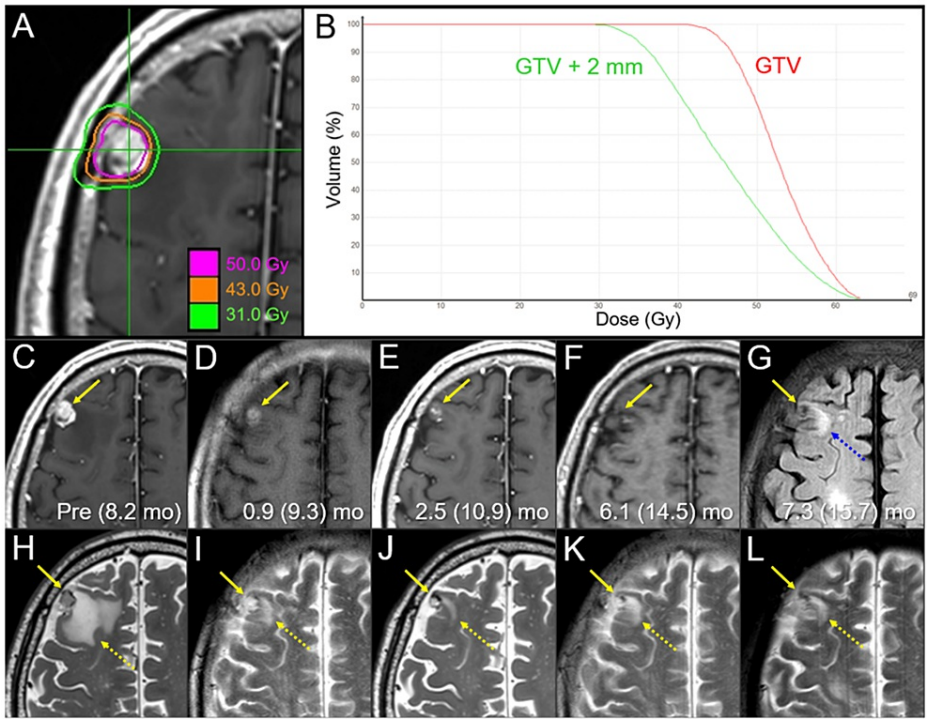 A
50.0 Gy
43.0 Gy
31.0 Gy
B
GTV + 2 mm
GTV
Volume (%)
100
90
80
70
60
50
40
30
20
10
0 10 20 30 40 50 60 69
Dose (Gy)
C
Pre (8.2 mo)
D
0.9 (9.3) mo
E
2.5 (10.9) mo
F
6.1 (14.5) mo
G
7.3 (15.7) mo
H
I
J
K
L